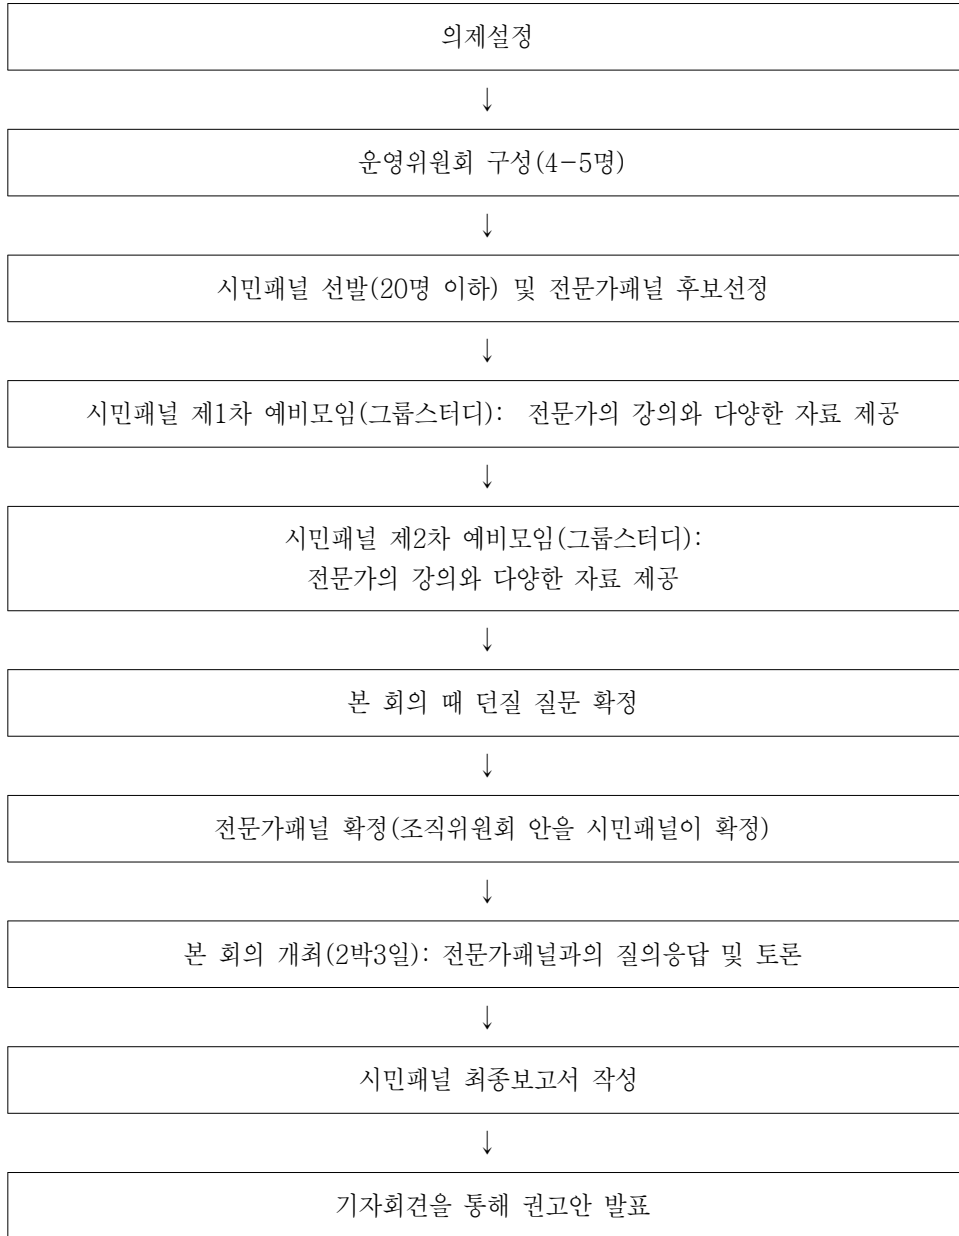 의제설정
↓
운영위원회 구성(4-5명)
↓
시민패널 선발(20명 이하) 및 전문가패널 후보선정
↓
시민패널 제1차 예비모임(그룹스터디): 전문가의 강의와 다양한 자료 제공
↓
시민패널 제2차 예비모임(그룹스터디):
전문가의 강의와 다양한 자료 제공
↓
본 회의 때 던질 질문 확정
↓
전문가패널 확정(조직위원회 안을 시민패널이 확정)
↓
본 회의 개최(2박3일): 전문가패널과의 질의응답 및 토론
↓
시민패널 최종보고서 작성
↓
기자회견을 통해 권고안 발표